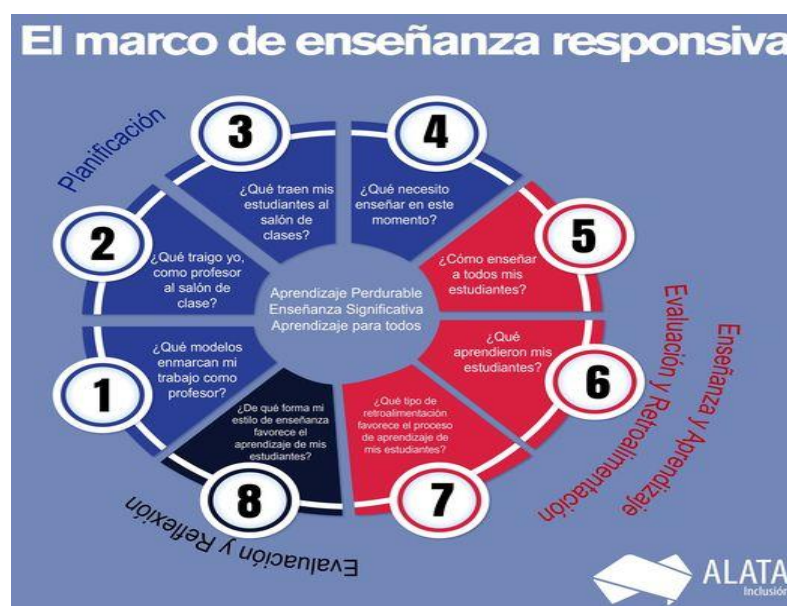 El marco de enseñanza responsiva
Planificación
1
¿Qué modelos
enmarcan mi
trabajo como
profesor?
2
¿Qué traigo yo,
como profesor
al salón de
clase?
3
¿Qué traen mis
estudiantes al
salón de
clases?
4
¿Qué necesito
enseñar en este
momento?
5
¿Cómo enseñar
a todos mis
estudiantes?
6
¿Qué
aprendieron mis
estudiantes?
7
¿Qué tipo de
retroalimentación
favorece el proceso
de aprendizaje de
mis estudiantes?
8
¿De qué forma mi
estilo de enseñanza
favorece el
aprendizaje de mis
estudiantes?
Aprendizaje Perdurable
Enseñanza Significativa
Aprendizaje para todos
Enseñanza y Aprendizaje
Evaluación y Retroalimentación
Evaluación y Reflexión
ALATA
Inclusión